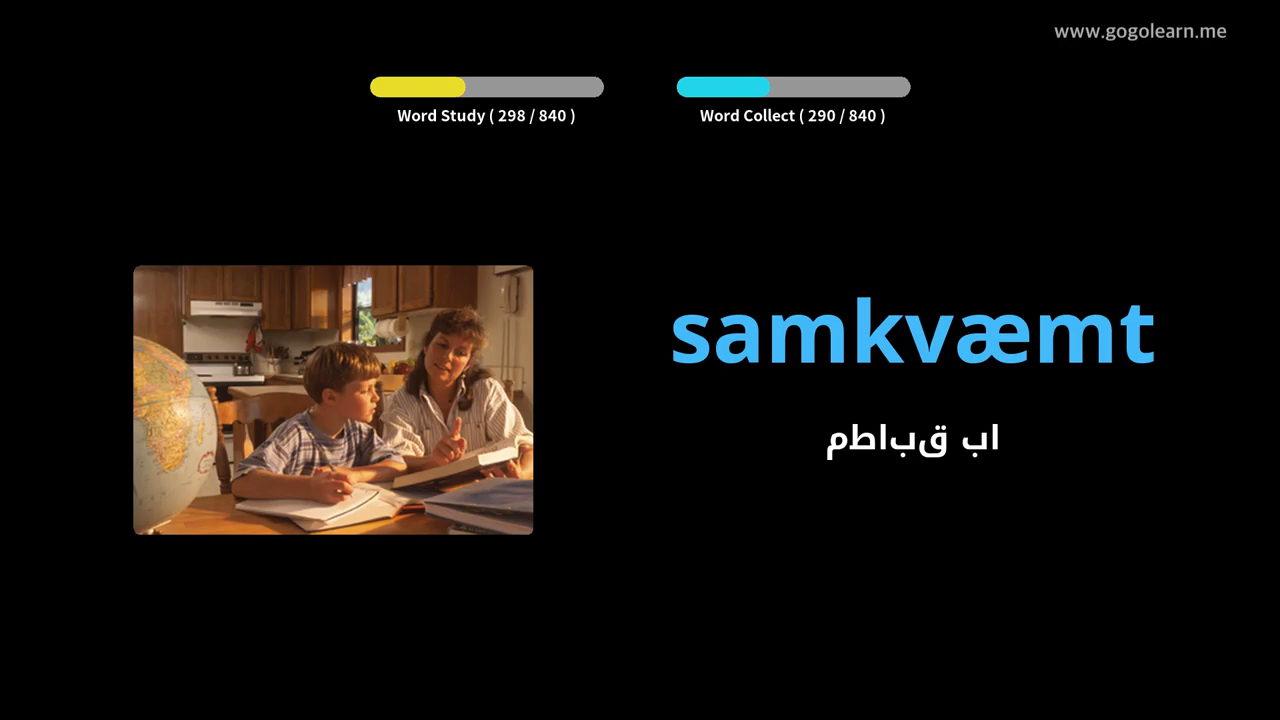 www.gogolearn.me
Word Study ( 298 / 840 )
Word Collect ( 290 / 840 )
samkvæmt
اب قباطم